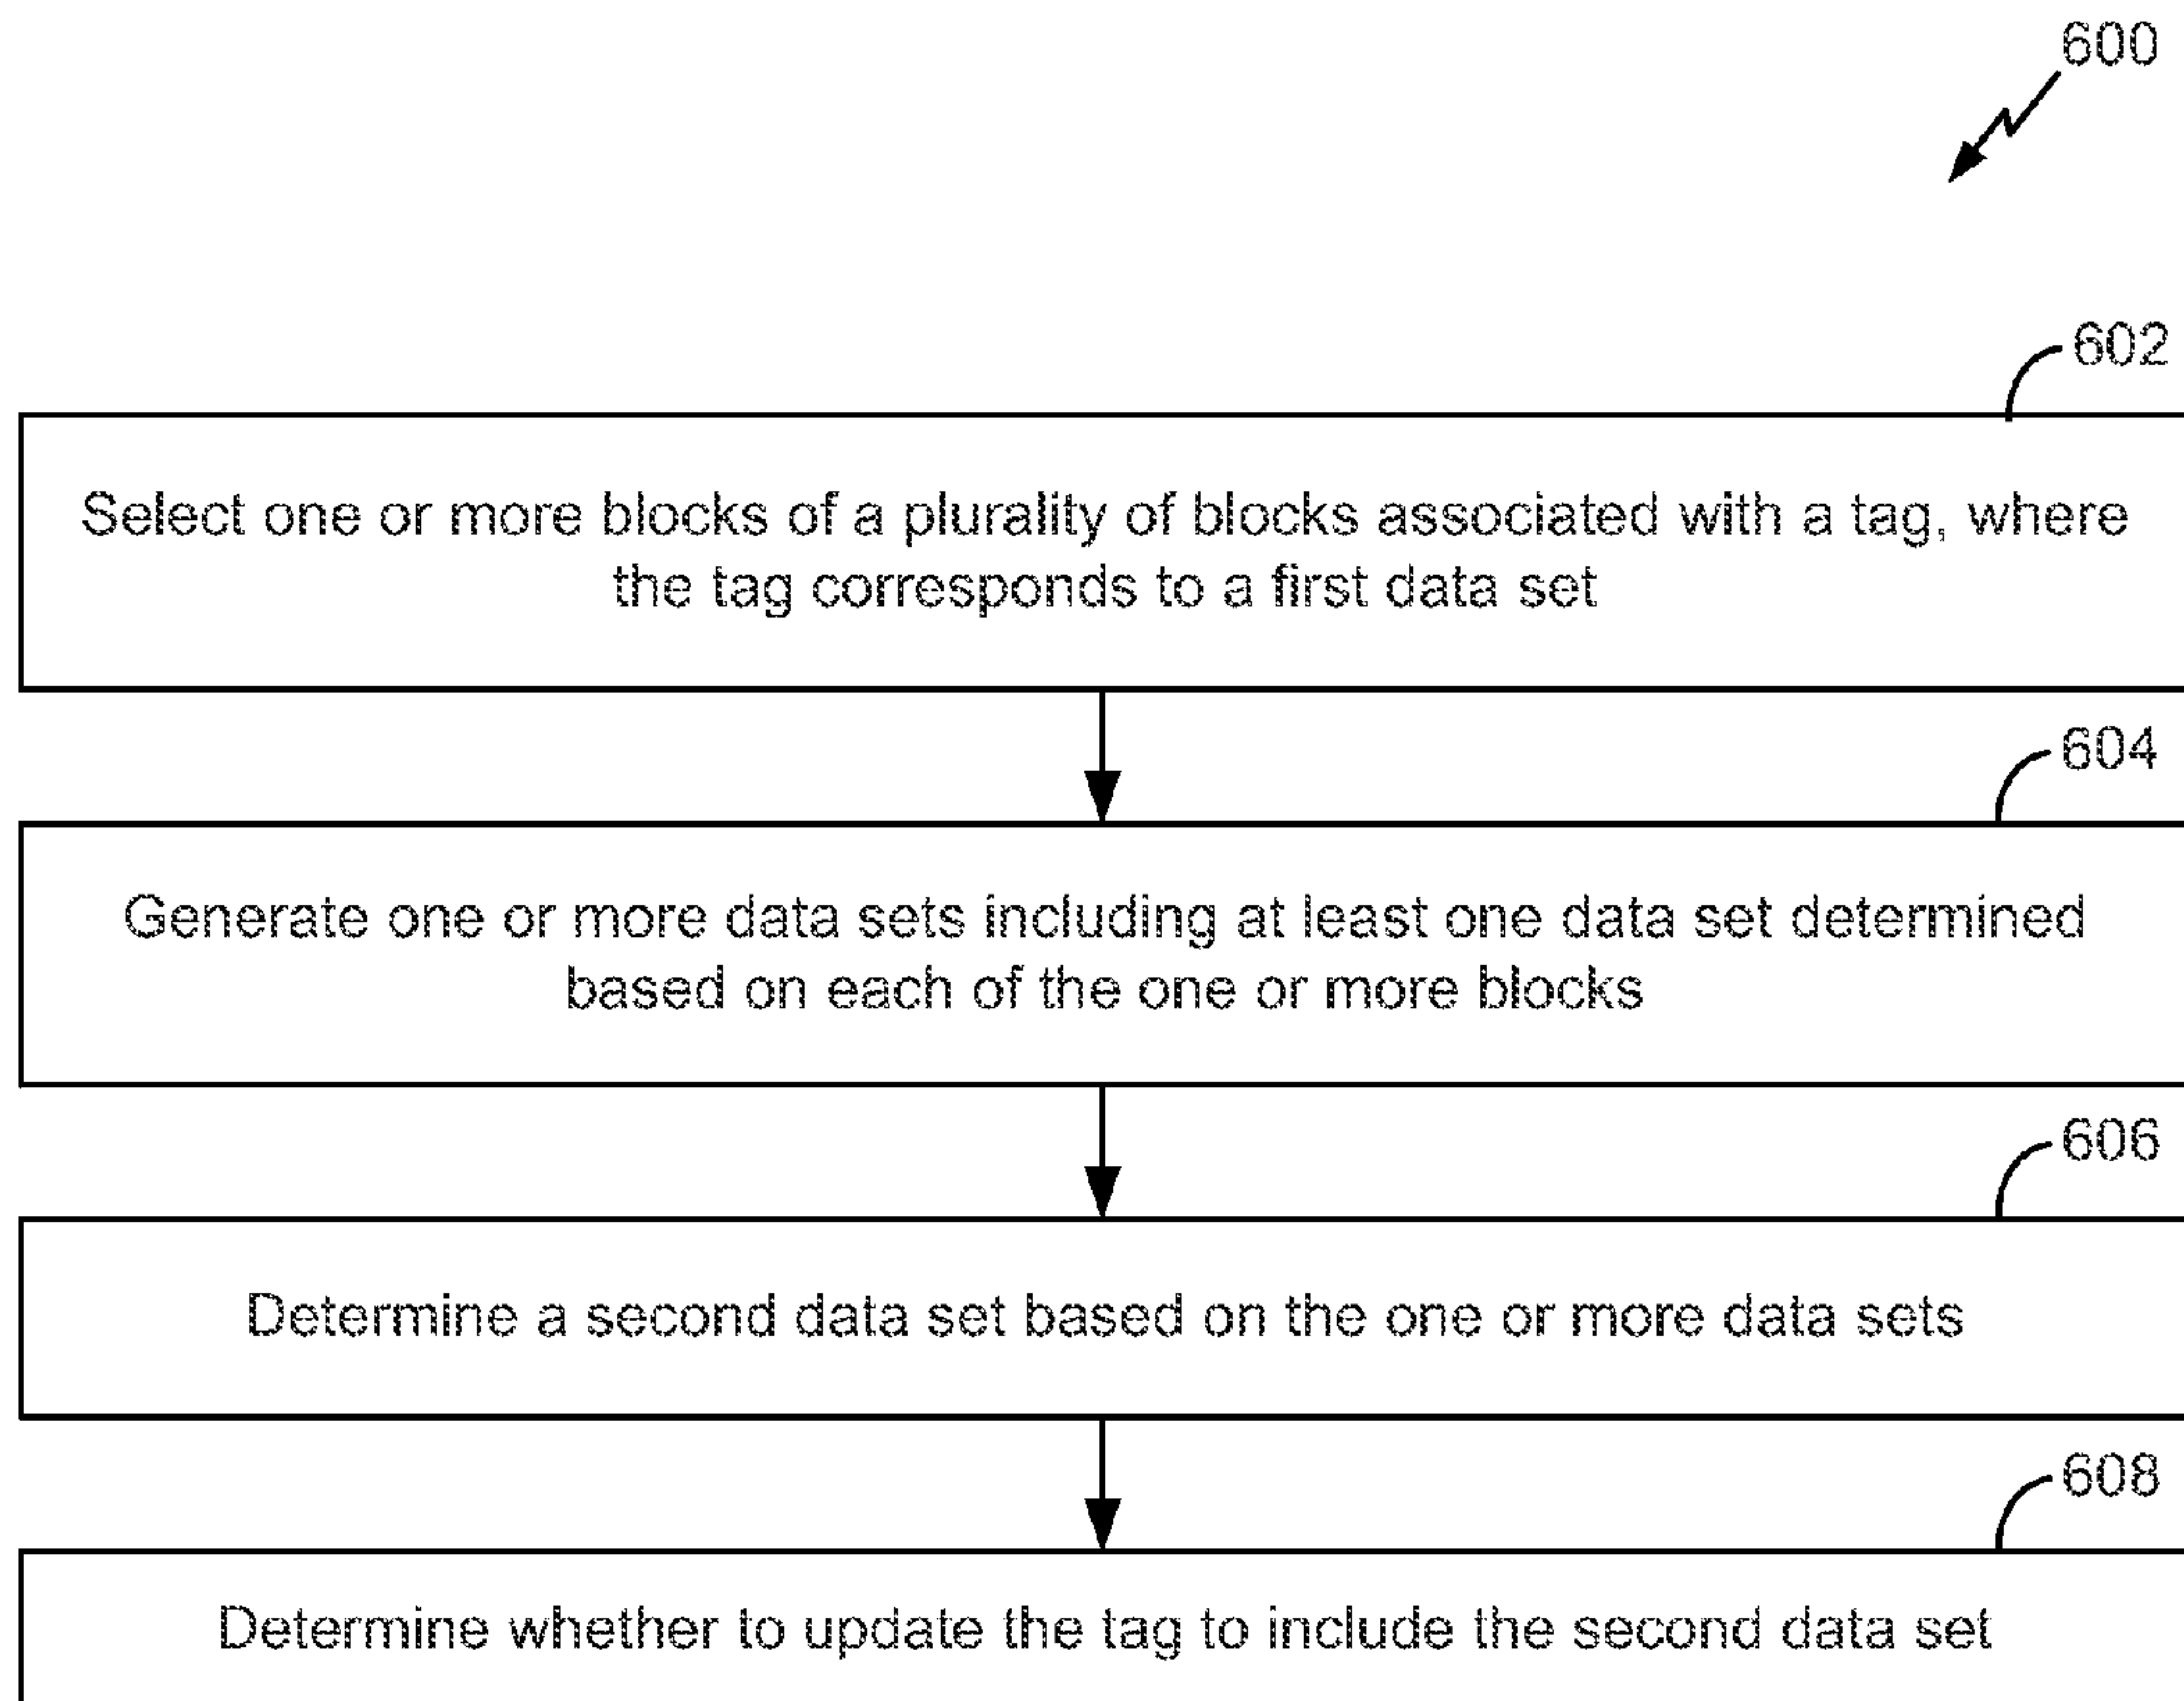 600
602
Select one or more blocks of a plurality of blocks associated with a tag, where
the tag corresponds to a first data set
604
Generate one or more data sets including at least one data set determined
based on each of the one or more blocks
606
Determine a second data set based on the one or more data sets
608
Determine whether to update the tag to include the second data set